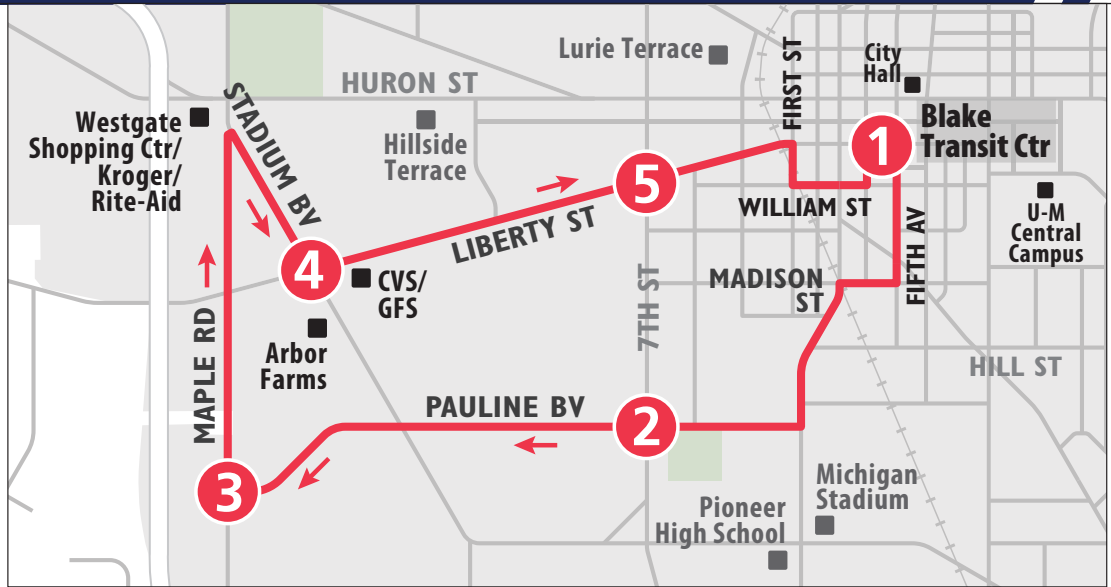 Lurie Terrace
FIRST ST
City
Hall
HURON ST
STADIUM BV
Westgate
Shopping Ctr/
Kroger/
Rite-Aid
Hillside
Terrace
1
Blake
Transit Ctr
5
WILLIAM ST
U-M
Central
Campus
LIBERTY ST
FIFTH AV
4
CVS/
GFS
MADISON
ST
7TH ST
MAPLE RD
Arbor
Farms
HILL ST
PAULINE BV
2
3
Michigan
Stadium
Pioneer
High School